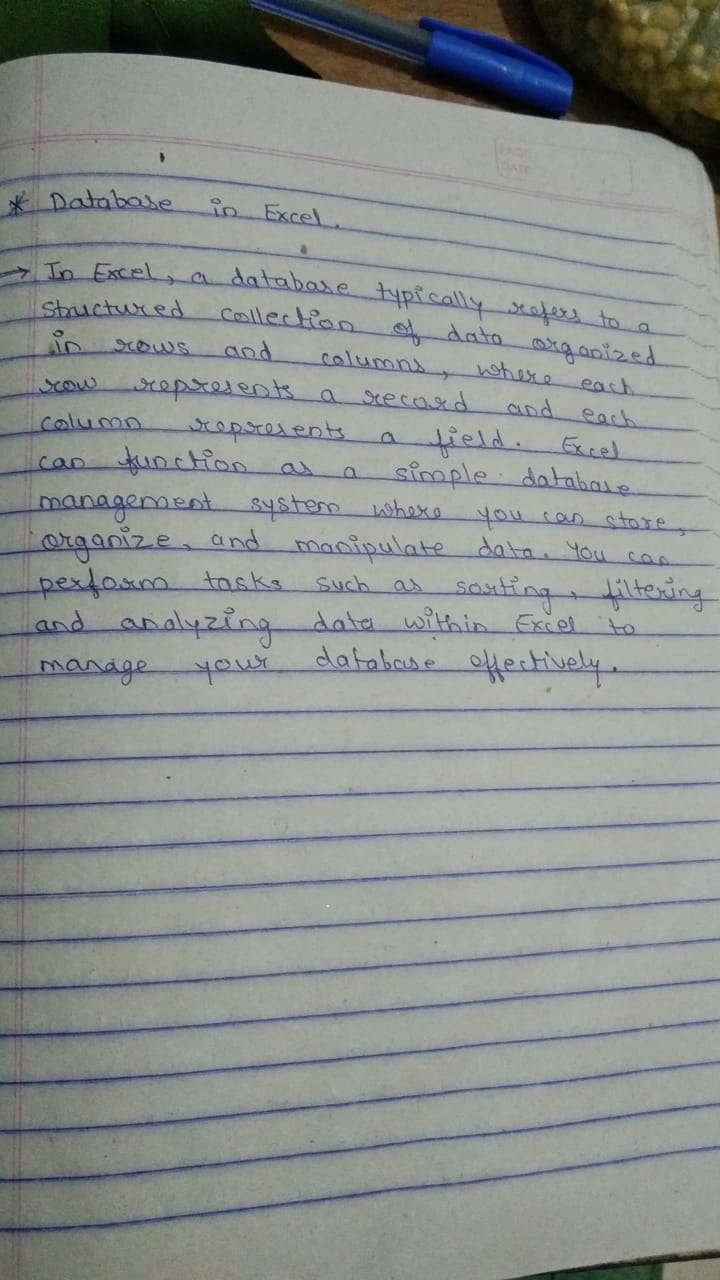 PAGE
DATE
* Database in Excel.
→ In Excel, a database typically refers to a
structured collection of data organized
in rows and columns, where each
row represents a record and each
column represents a field. Excel
can function as a simple database
management system where you can store,
organize, and manipulate data. You can
perform tasks such as sorting, filtering
and analyzing data within Excel to
manage your database effectively.